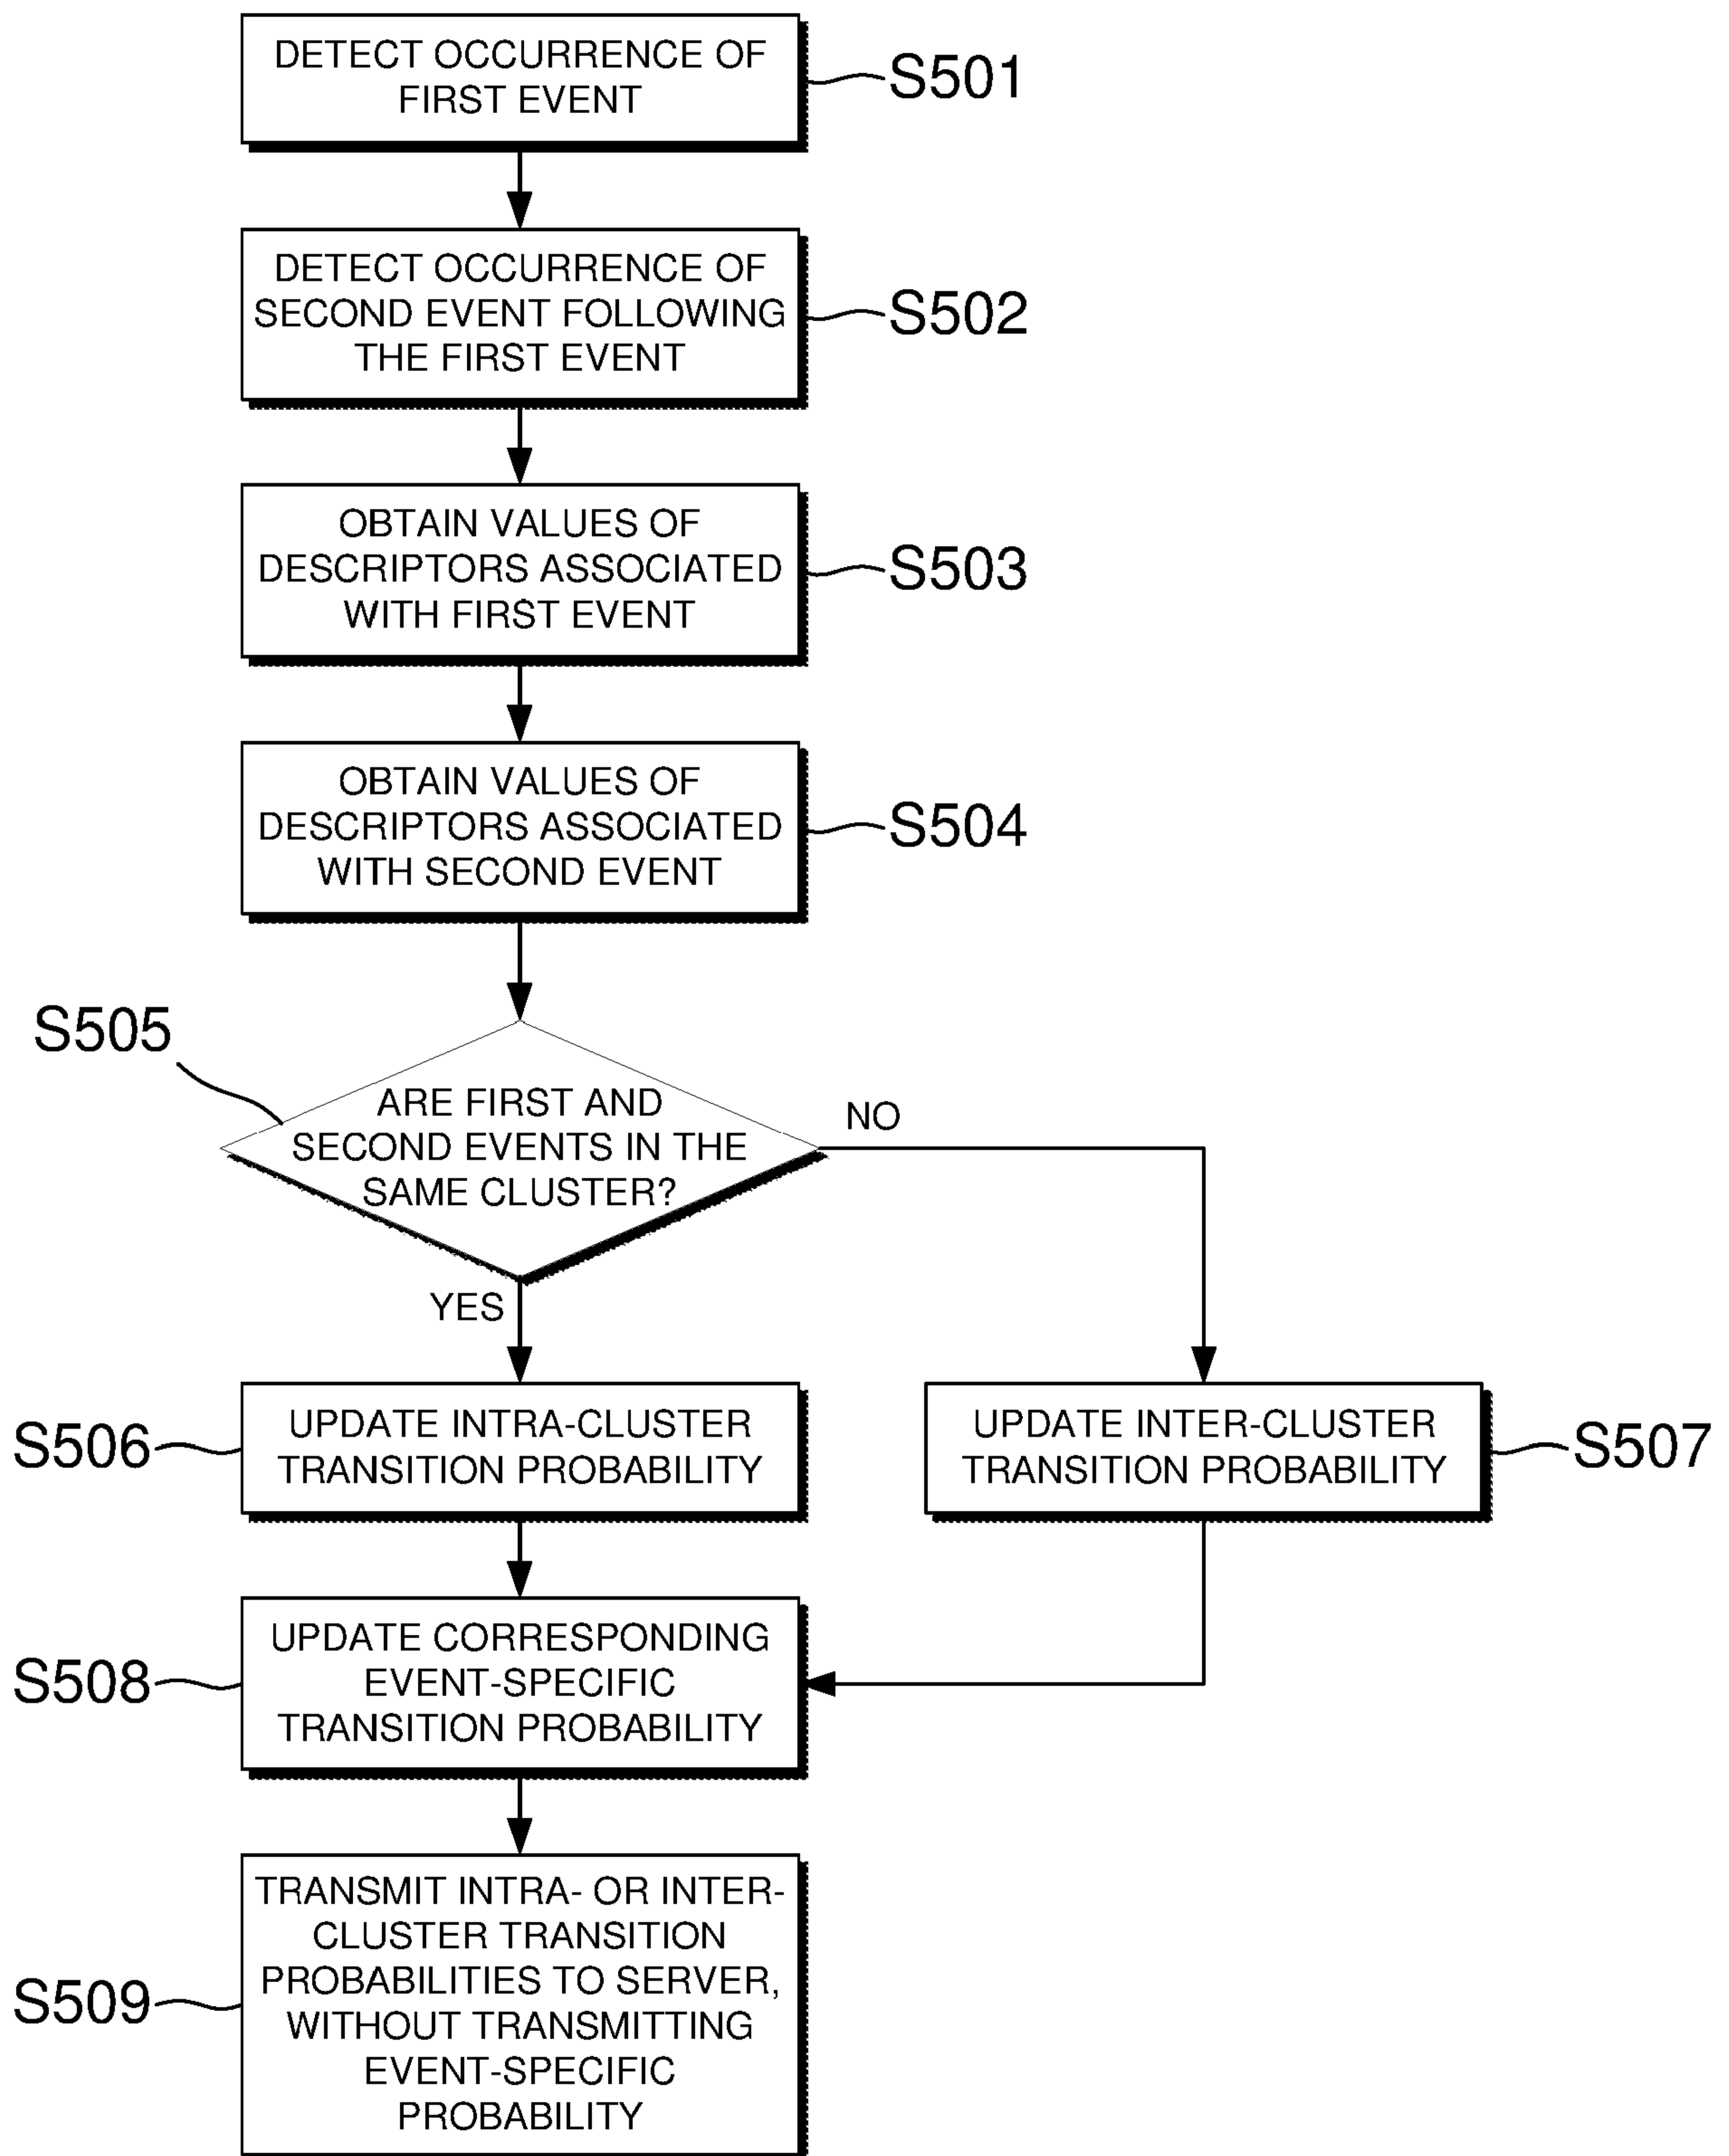 DETECT OCCURRENCE OF
FIRST EVENT
S501
DETECT OCCURRENCE OF
SECOND EVENT FOLLOWING
THE FIRST EVENT
S502
OBTAIN VALUES OF
DESCRIPTORS ASSOCIATED
WITH FIRST EVENT
S503
OBTAIN VALUES OF
DESCRIPTORS ASSOCIATED
WITH SECOND EVENT
S504
S505
ARE FIRST AND
SECOND EVENTS IN THE
SAME CLUSTER?
NO
YES
S506
UPDATE INTRA-CLUSTER
TRANSITION PROBABILITY
UPDATE INTER-CLUSTER
TRANSITION PROBABILITY
S507
S508
UPDATE CORRESPONDING
EVENT-SPECIFIC
TRANSITION PROBABILITY
S509
TRANSMIT INTRA- OR INTER-
CLUSTER TRANSITION
PROBABILITIES TO SERVER,
WITHOUT TRANSMITTING
EVENT-SPECIFIC
PROBABILITY